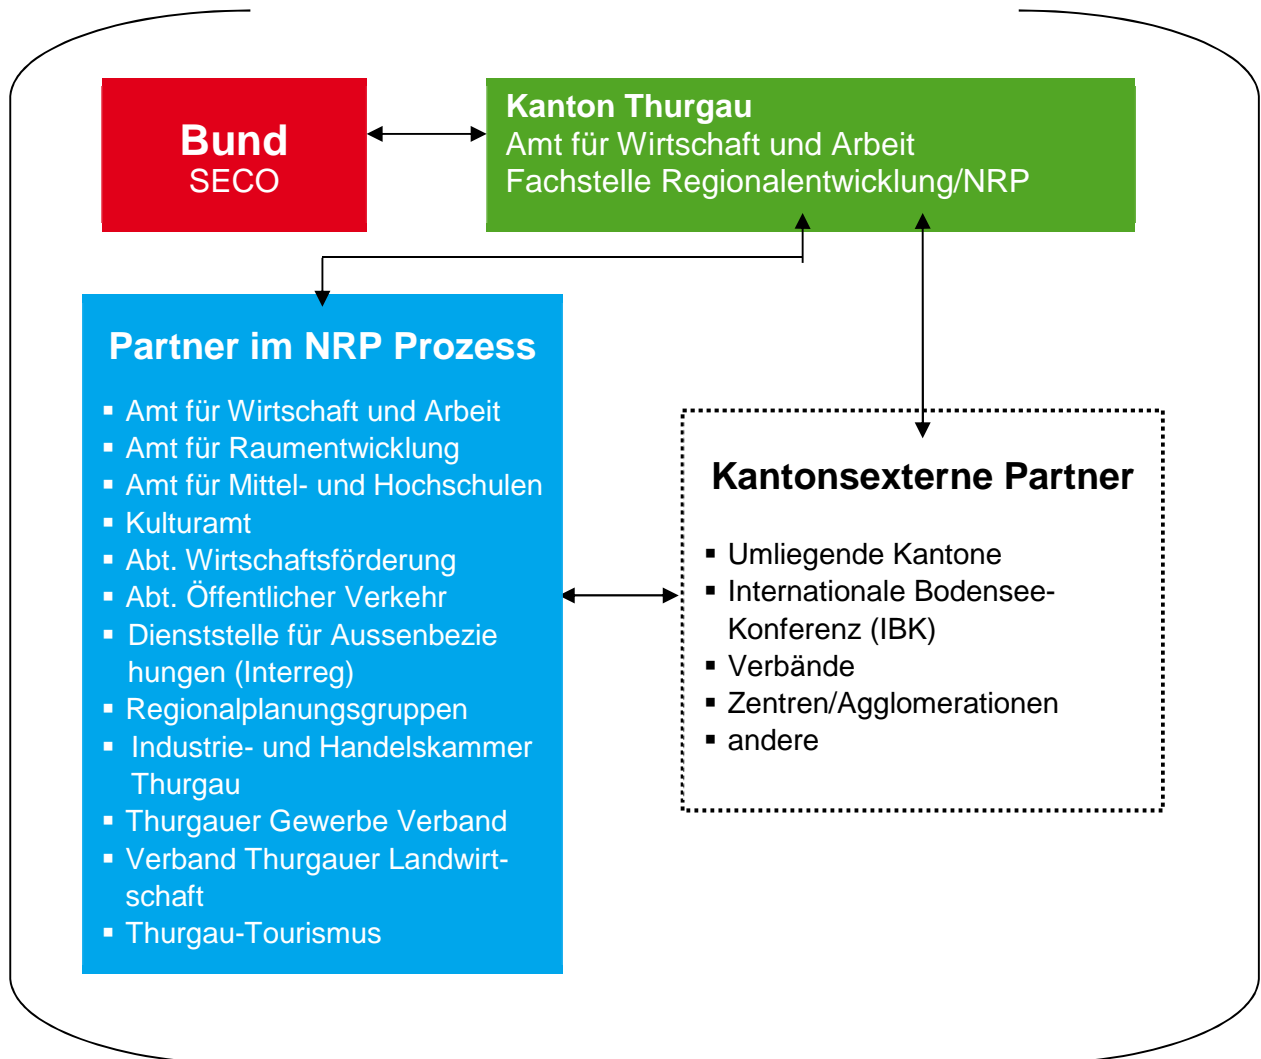 Bund
SECO
Kanton Thurgau
Amt für Wirtschaft und Arbeit
Fachstelle Regionalentwicklung/NRP
Partner im NRP Prozess
▪ Amt für Wirtschaft und Arbeit
▪ Amt für Raumentwicklung
▪ Amt für Mittel- und Hochschulen
▪ Kulturamt
▪ Abt. Wirtschaftsförderung
▪ Abt. Öffentlicher Verkehr
▪ Dienststelle für Aussenbezie
hungen (Interreg)
▪ Regionalplanungsgruppen
▪ Industrie- und Handelskammer
Thurgau
▪ Thurgauer Gewerbe Verband
▪ Verband Thurgauer Landwirt-
schaft
▪ Thurgau-Tourismus
Kantonsexterne Partner
▪ Umliegende Kantone
▪ Internationale Bodensee-
Konferenz (IBK)
▪ Verbände
▪ Zentren/Agglomerationen
▪ andere